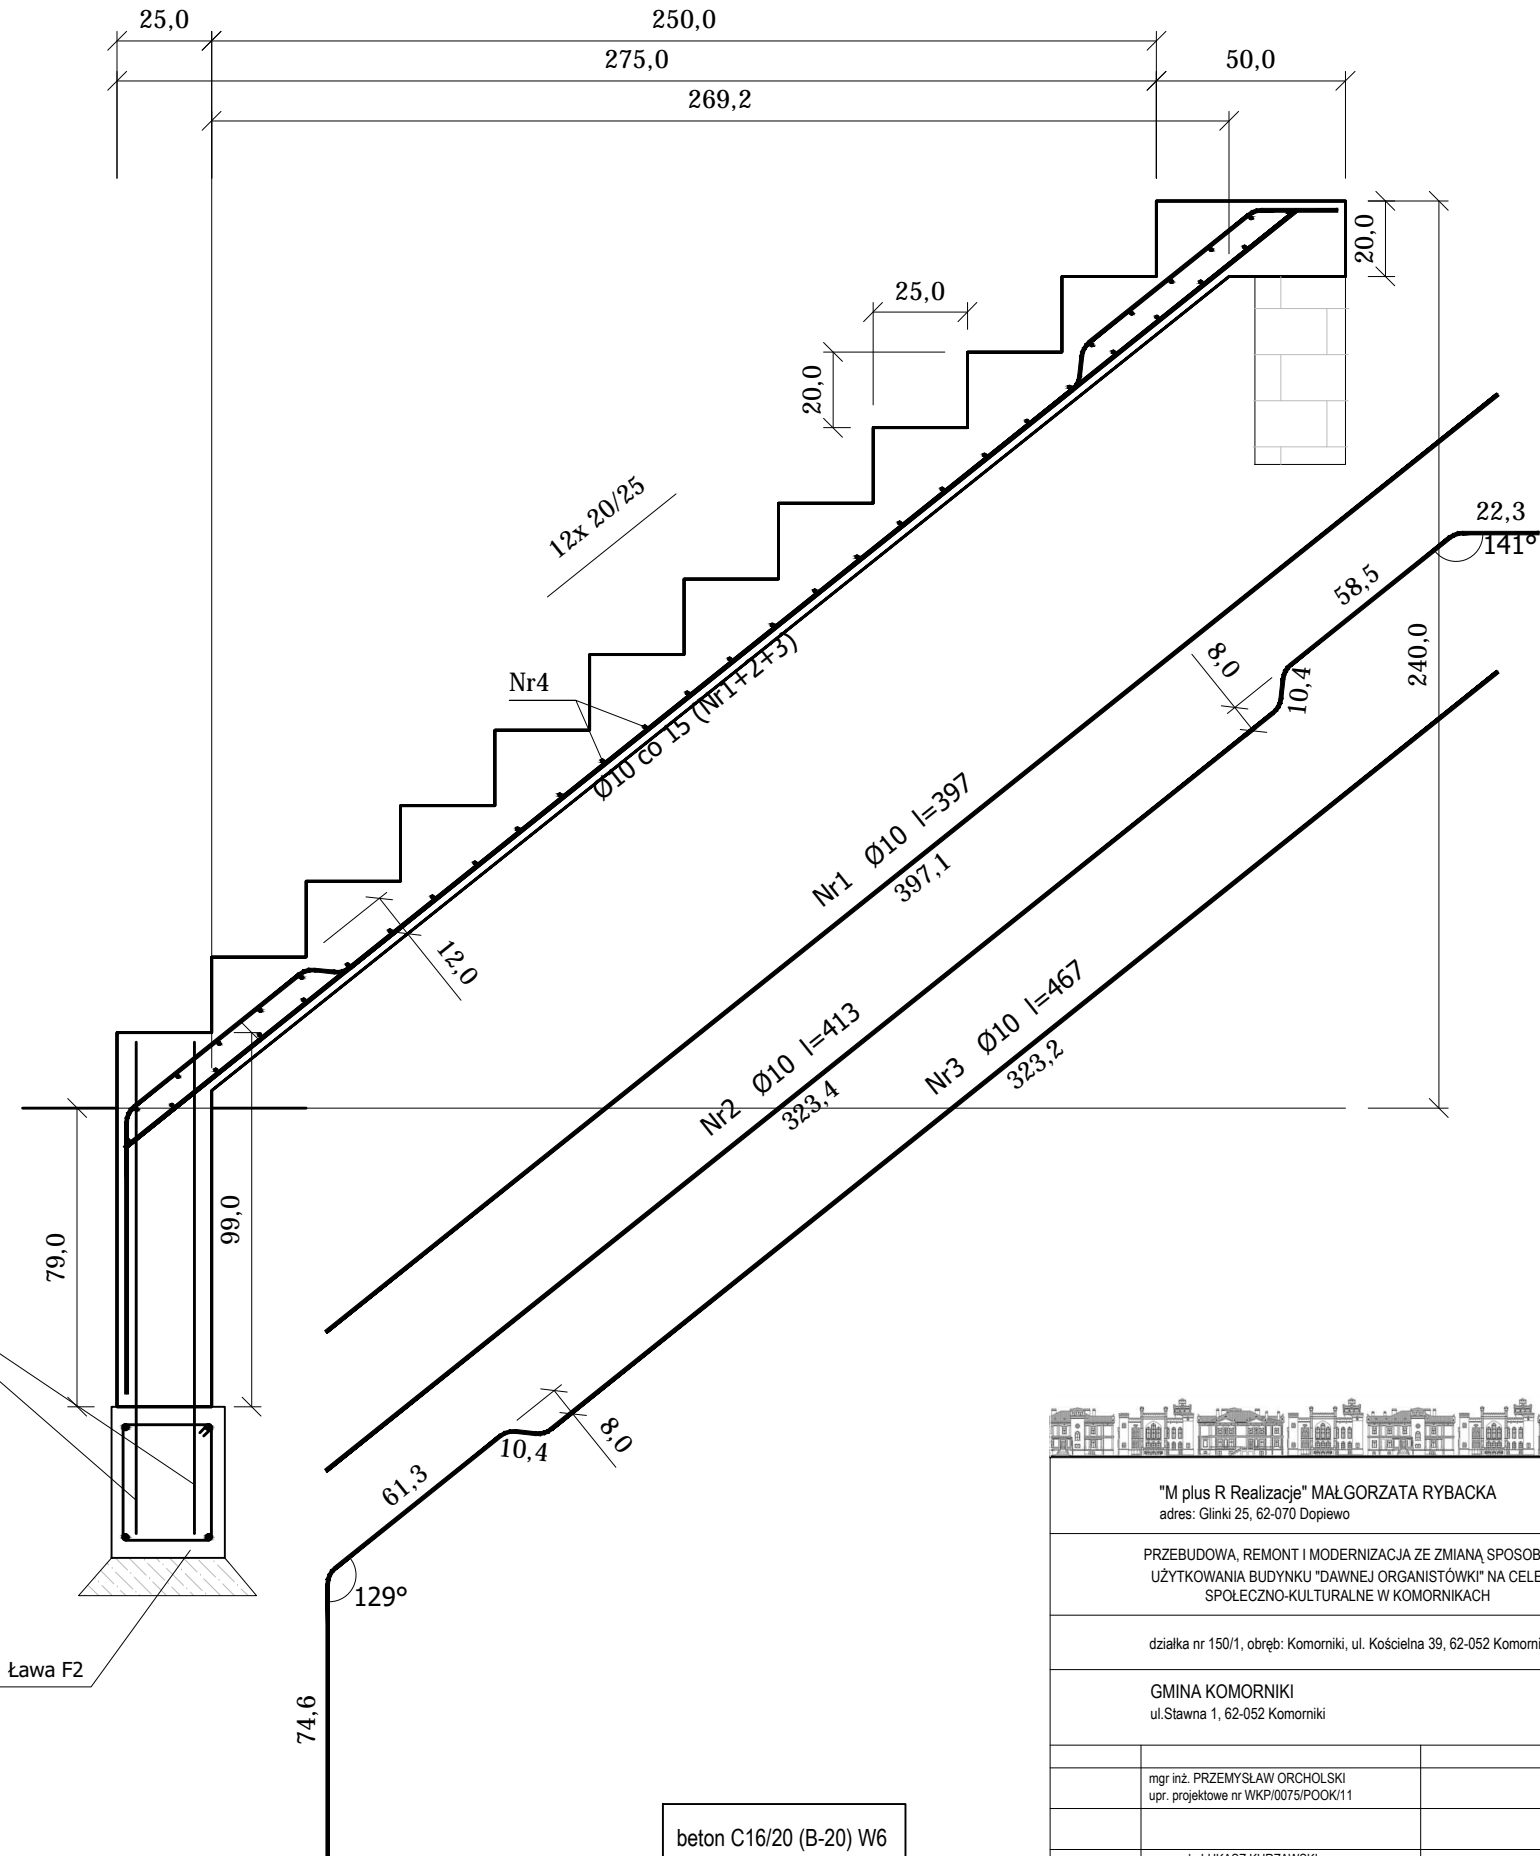 25,0
250,0
275,0
50,0
269,2
20,0
25,0
20,0
12x 20/25
22,3
141°
58,5
8,0
10,4
240,0
Nr4
Ø10 co 15 (Nr1+2+3)
Nr1 Ø10 l=397
397,1
12,0
Nr2 Ø10 l=413
323,4
Nr3 Ø10 l=467
323,2
79,0
99,0
8,0
10,4
61,3
129°
74,6
Ława F2
beton C16/20 (B-20) W6
"M plus R Realizacje" MAŁGORZATA RYBACKA
adres: Glinki 25, 62-070 Dopiewo
PRZEBUDOWA, REMONT I MODERNIZACJA ZE ZMIANĄ SPOSOB
UŻYTKOWANIA BUDYNKU "DAWNEJ ORGANISTÓWKI" NA CELE
SPOŁECZNO-KULTURALNE W KOMORNIKACH
działka nr 150/1, obręb: Komorniki, ul. Kościelna 39, 62-052 Komorni
GMINA KOMORNIKI
ul.Stawna 1, 62-052 Komorniki
mgr inż. PRZEMYSŁAW ORCHOLSKI
upr. projektowe nr WKP/0075/POOK/11